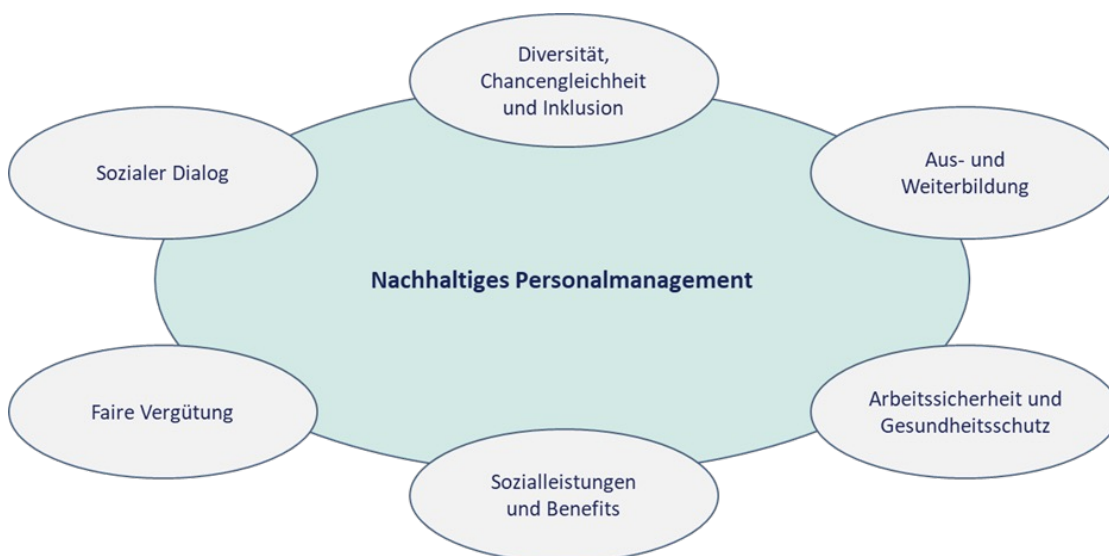 Diversität,
Chancengleichheit
und Inklusion
Sozialer Dialog
Aus- und
Weiterbildung
Nachhaltiges Personalmanagement
Faire Vergütung
Arbeitssicherheit und
Gesundheitsschutz
Sozialleistungen
und Benefits